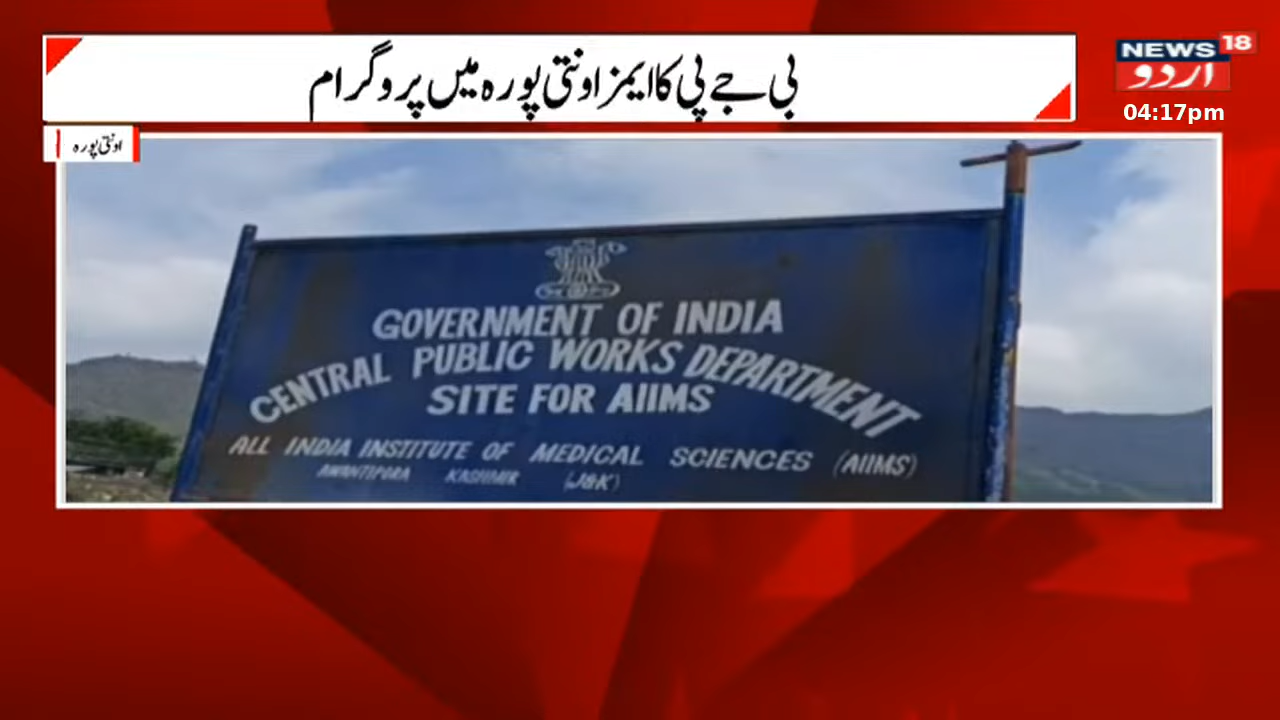 بی جے پی کا ایمز اونتی پورہ میں پروگرام
NEWS 18
اردو
04:17pm
اونتی پورہ
GOVERNMENT OF INDIA
CENTRAL PUBLIC WORKS DEPARTMENT
SITE FOR AIIMS
ALL INDIA INSTITUTE OF MEDICAL SCIENCES (AIIMS)
AWANTIPORA KASHMIR (J&K)